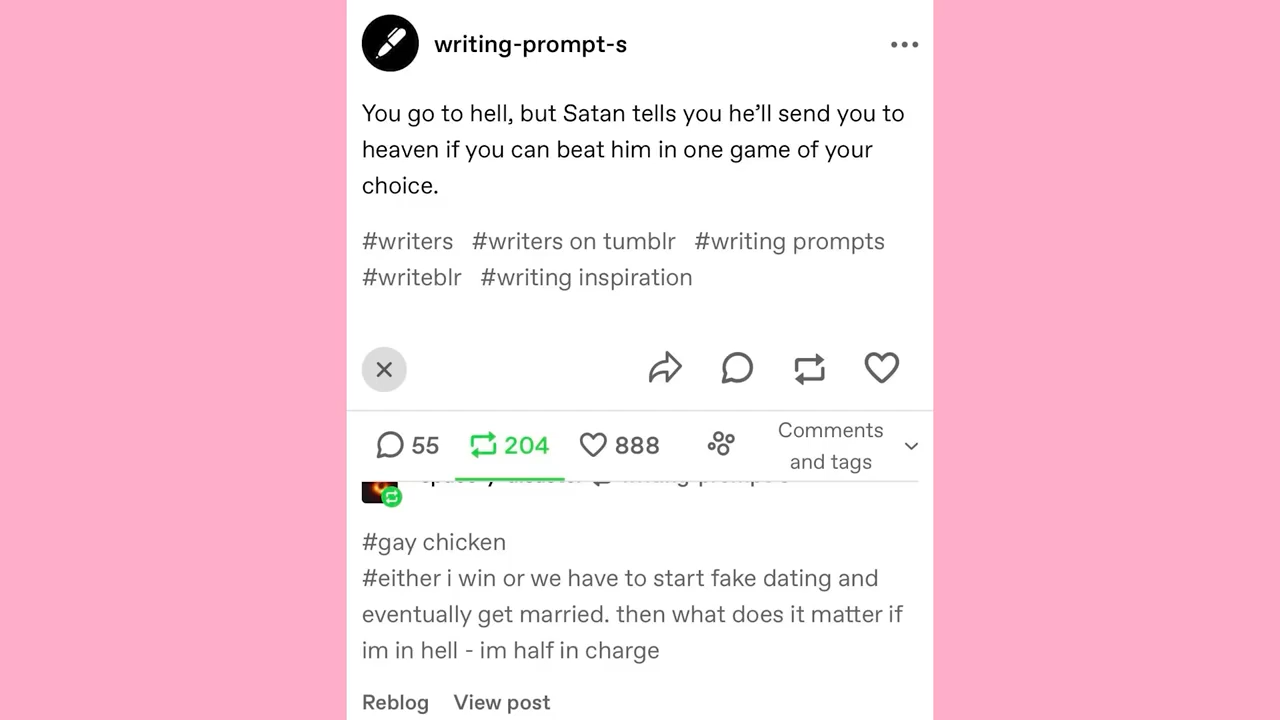 writing-prompt-s
You go to hell, but Satan tells you he’ll send you to
heaven if you can beat him in one game of your
choice.
#writers #writers on tumblr #writing prompts
#writeblr #writing inspiration
55 204 888 Comments
and tags
#gay chicken
#either i win or we have to start fake dating and
eventually get married. then what does it matter if
im in hell - im half in charge
Reblog View post